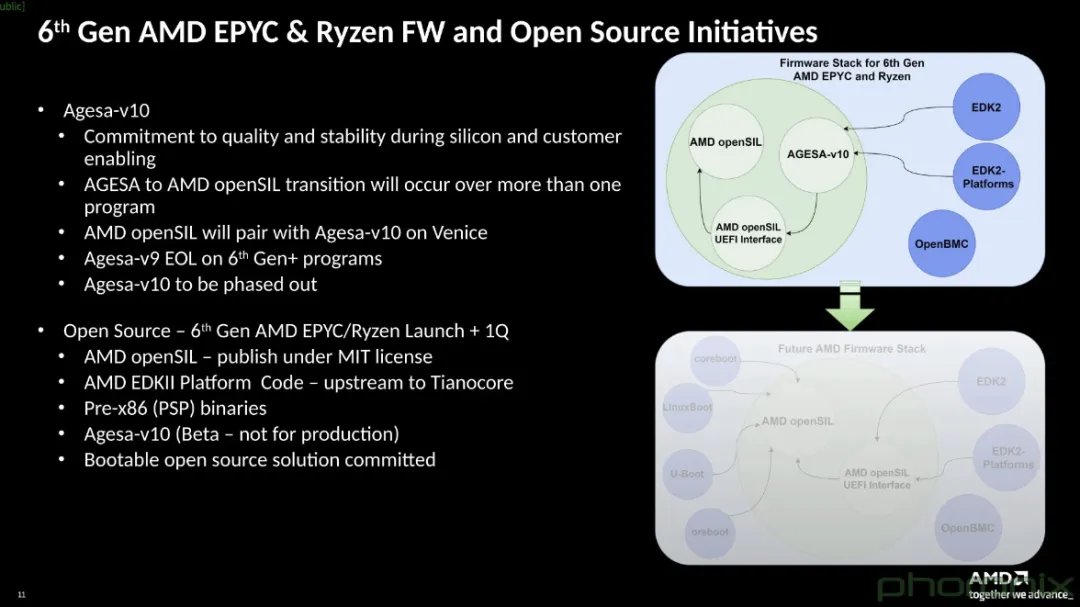 ublic]
6th Gen AMD EPYC & Ryzen FW and Open Source Initiatives
• Agesa-v10
• Commitment to quality and stability during silicon and customer
enabling
• AGESA to AMD openSIL transition will occur over more than one
program
• AMD openSIL will pair with Agesa-v10 on Venice
• Agesa-v9 EOL on 6th Gen+ programs
• Agesa-v10 to be phased out
• Open Source – 6th Gen AMD EPYC/Ryzen Launch + 1Q
• AMD openSIL – publish under MIT license
• AMD EDKII Platform  Code – upstream to Tianocore
• Pre-x86 (PSP) binaries
• Agesa-v10 (Beta – not for production)
• Bootable open source solution committed
Firmware Stack for 6th Gen
AMD EPYC and Ryzen
EDK2
AMD openSIL
AGESA-v10
EDK2-
Platforms
AMD openSIL
UEFI Interface
OpenBMC
Future AMD Firmware Stack
coreboot
EDK2
LinuxBoot
AMD openSIL
EDK2-
Platforms
U-Boot
AMD openSIL
UEFI Interface
oreboot
OpenBMC
11
phoronix
AMD
together we advance_